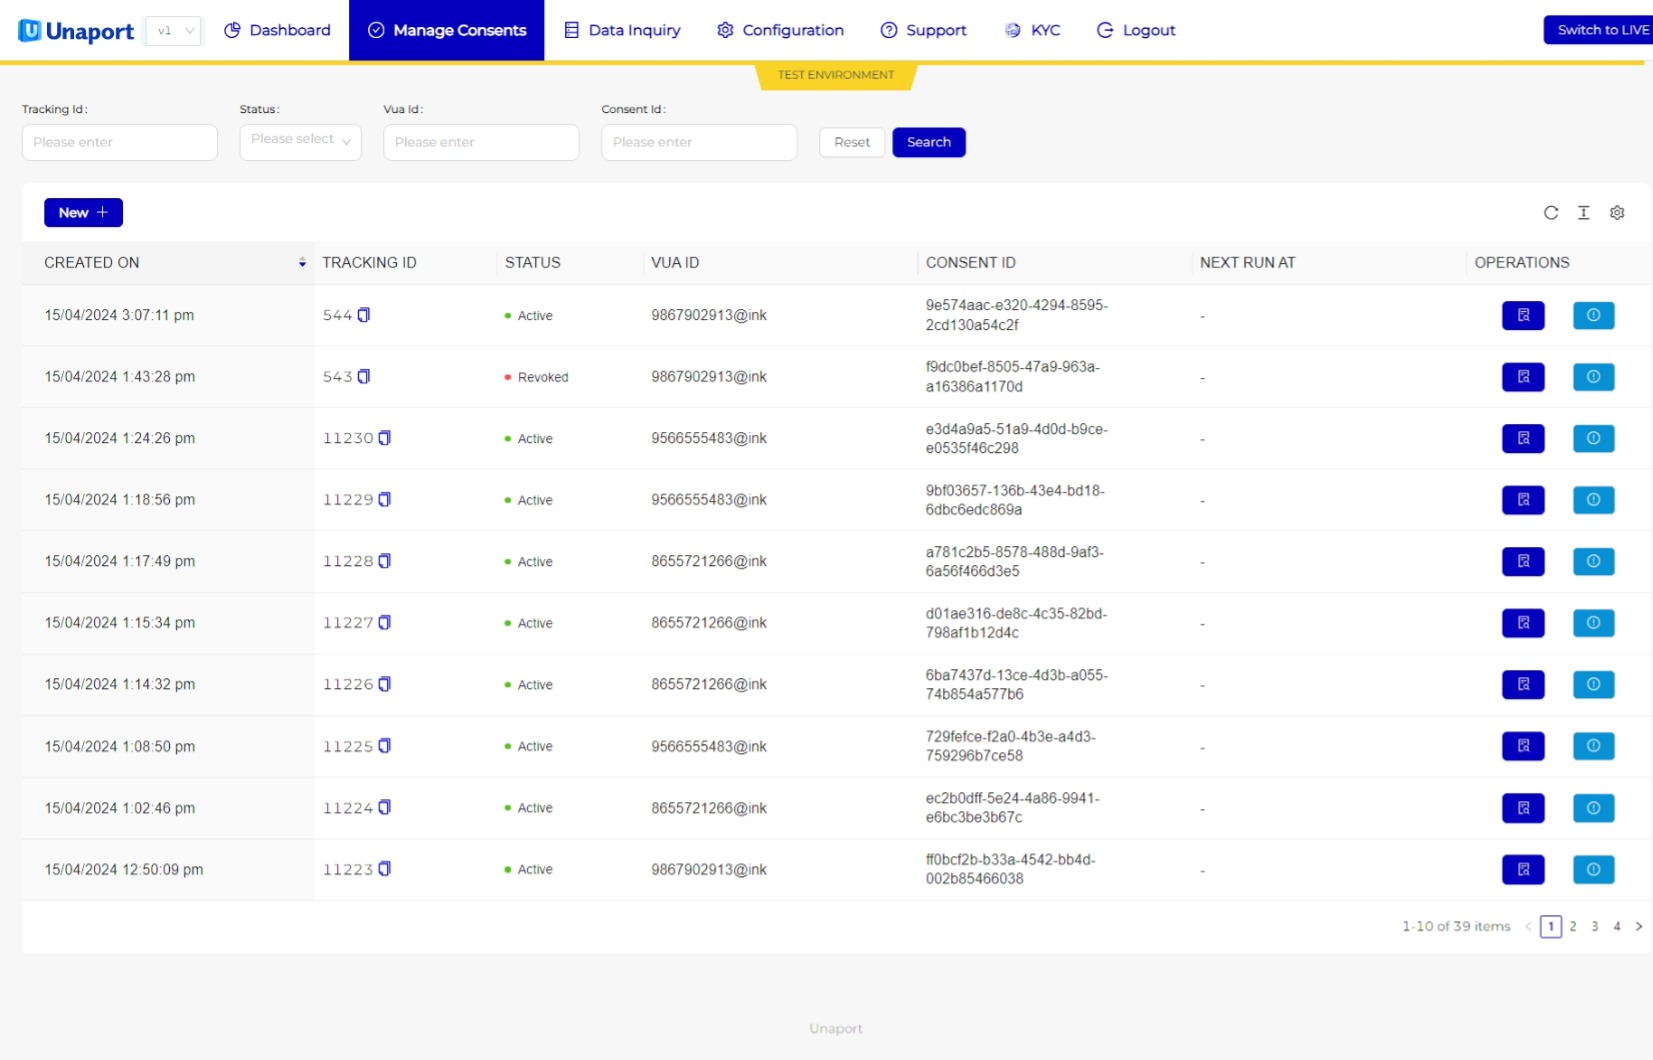 Unaport v1 Dashboard Manage Consents Data Inquiry Configuration Support KYC Logout Switch to LIVE
TEST ENVIRONMENT
Tracking Id: Status: Vua Id: Consent Id:
Please enter Please select Please enter Please enter Reset Search
New +
CREATED ON TRACKING ID STATUS VUA ID CONSENT ID NEXT RUN AT OPERATIONS
15/04/2024 3:07:11 pm 544 Active 9867902913@ink 9e574aac-e320-4294-8595-
2cd130a54c2f -
15/04/2024 1:43:28 pm 543 Revoked 9867902913@ink f9dc0bef-8505-47a9-963a-
a16386a1170d -
15/04/2024 1:24:26 pm 11230 Active 9566555483@ink e3d4a9a5-51a9-4d0d-b9ce-
e0535f46c298 -
15/04/2024 1:18:56 pm 11229 Active 9566555483@ink 9bf03657-136b-43e4-bd18-
6dbc6edc869a -
15/04/2024 1:17:49 pm 11228 Active 8655721266@ink a781c2b5-8578-488d-9af3-
6a56f466d3e5 -
15/04/2024 1:15:34 pm 11227 Active 8655721266@ink d01ae316-de8c-4c35-82bd-
798af1b12d4c -
15/04/2024 1:14:32 pm 11226 Active 8655721266@ink 6ba7437d-13ce-4d3b-a055-
74b854a577b6 -
15/04/2024 1:08:50 pm 11225 Active 9566555483@ink 729fefce-f2a0-4b3e-a4d3-
759296b7ce58 -
15/04/2024 1:02:46 pm 11224 Active 8655721266@ink ec2b0dff-5e24-4a86-9941-
e6bc3be3b67c -
15/04/2024 12:50:09 pm 11223 Active 9867902913@ink ff0bcf2b-b33a-4542-bb4d-
002b85466038 -
1-10 of 39 items < 1 2 3 4 >
Unaport